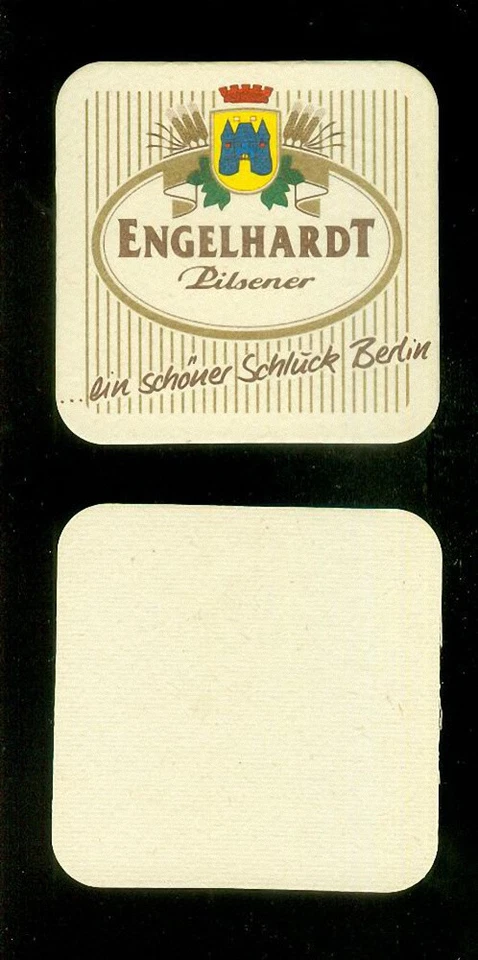 ENGELHARDT
Pilsener
...ein schöner Schluck Berlin